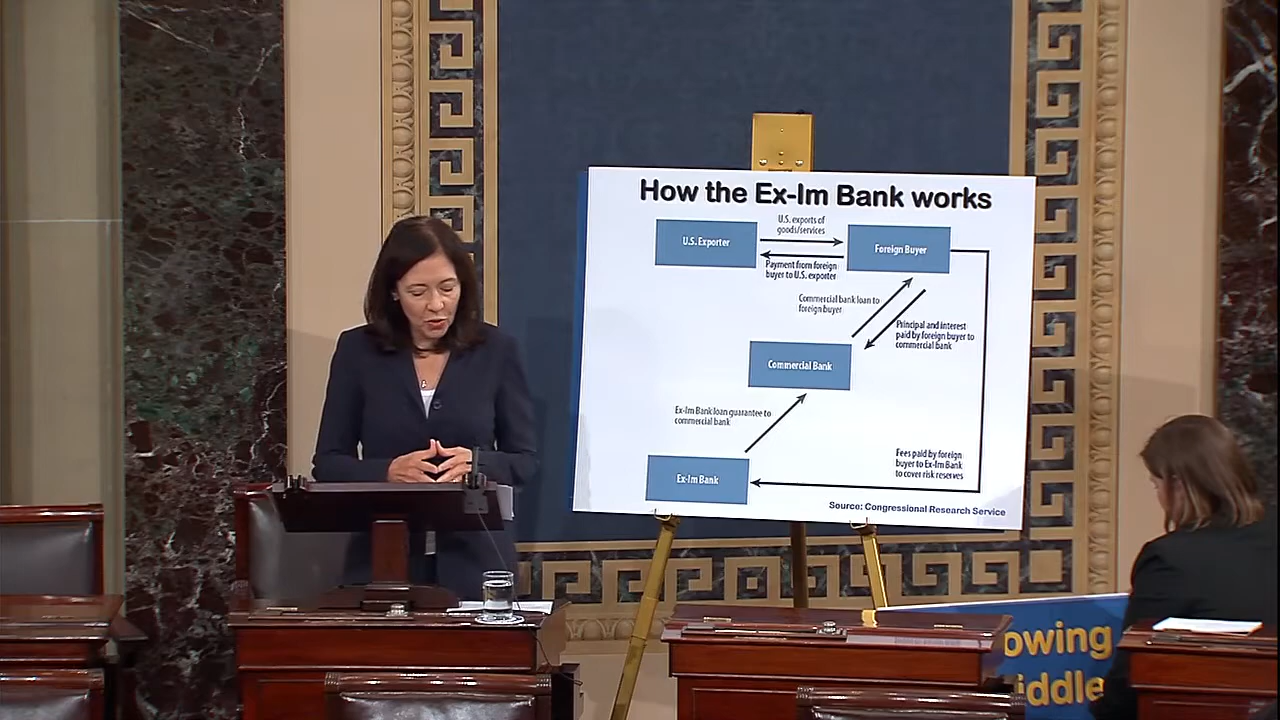 How the Ex-Im Bank works
U.S. exports of
goods/services
U.S. Exporter
Foreign Buyer
Payment from foreign
buyer to U.S. exporter
Commercial bank loan to
foreign buyer
Principal and interest
paid by foreign buyer to
commercial bank
Commercial Bank
Ex-Im Bank loan guarantee to
commercial bank
Fees paid by foreign
buyer to Ex-Im Bank
to cover risk reserves
Ex-Im Bank
Source: Congressional Research Service
owing
iddle